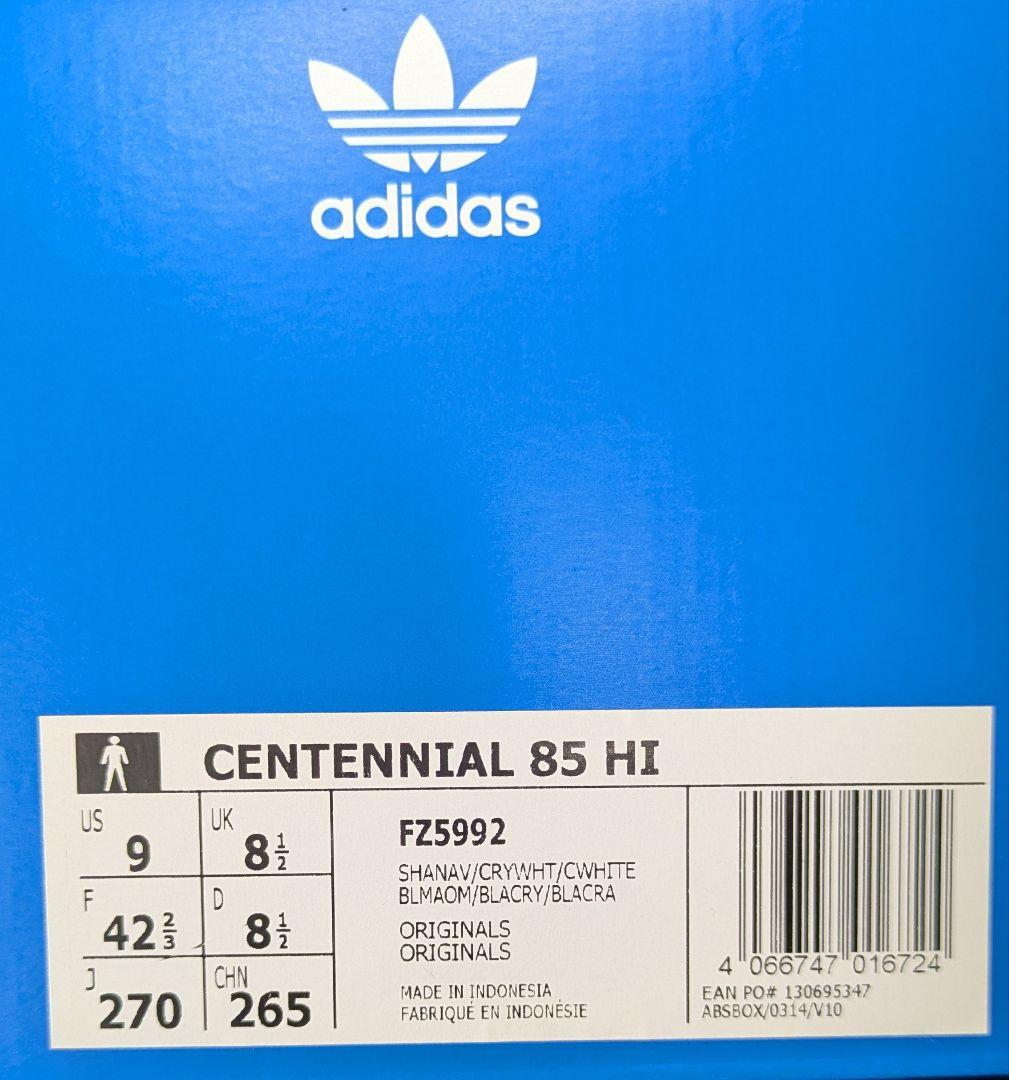 adidas
CENTENNIAL 85 HI
US 9
UK 8 1/2
F 42 2/3
D 8 1/2
J 270
CHN 265
FZ5992
SHANAV/CRYWHT/CWHITE
BLMAOM/BLACRY/BLACRA
ORIGINALS
ORIGINALS
MADE IN INDONESIA
FABRIQUÉ EN INDONÉSIE
4 066747 016724
EAN PO# 130695347
ABSBOX/0314/V10